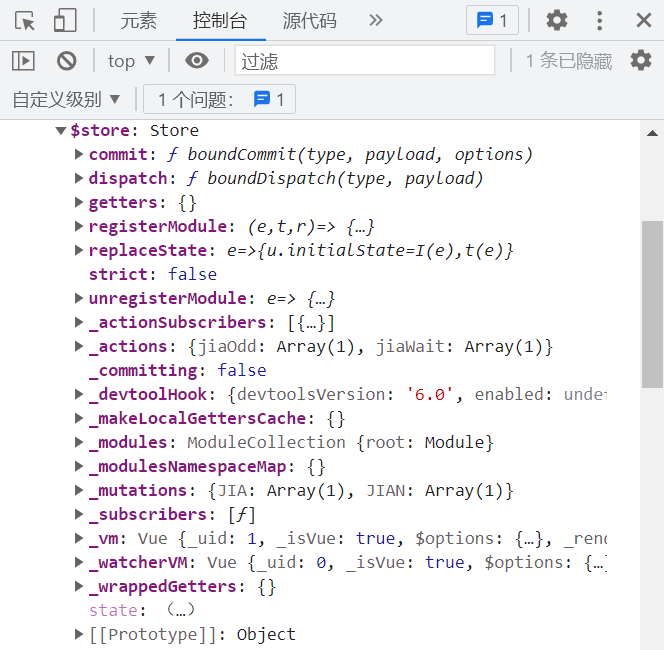 元素 控制台 源代码 1
top 过滤 1 条已隐藏
自定义级别 1 个问题: 1
$store: Store
commit: ƒ boundCommit(type, payload, options)
dispatch: ƒ boundDispatch(type, payload)
getters: {}
registerModule: (e,t,r)=> {…}
replaceState: e=>{u.initialState=I(e),t(e)}
strict: false
unregisterModule: e=> {…}
_actionSubscribers: [{…}]
_actions: {jiaOdd: Array(1), jiaWait: Array(1)}
_committing: false
_devtoolHook: {devtoolsVersion: '6.0', enabled: undef
_makeLocalGettersCache: {}
_modules: ModuleCollection {root: Module}
_modulesNamespaceMap: {}
_mutations: {JIA: Array(1), JIAN: Array(1)}
_subscribers: [ƒ]
_vm: Vue {_uid: 1, _isVue: true, $options: {…}, _rend
_watcherVM: Vue {_uid: 0, _isVue: true, $options: {…}
_wrappedGetters: {}
state: (…)
[[Prototype]]: Object